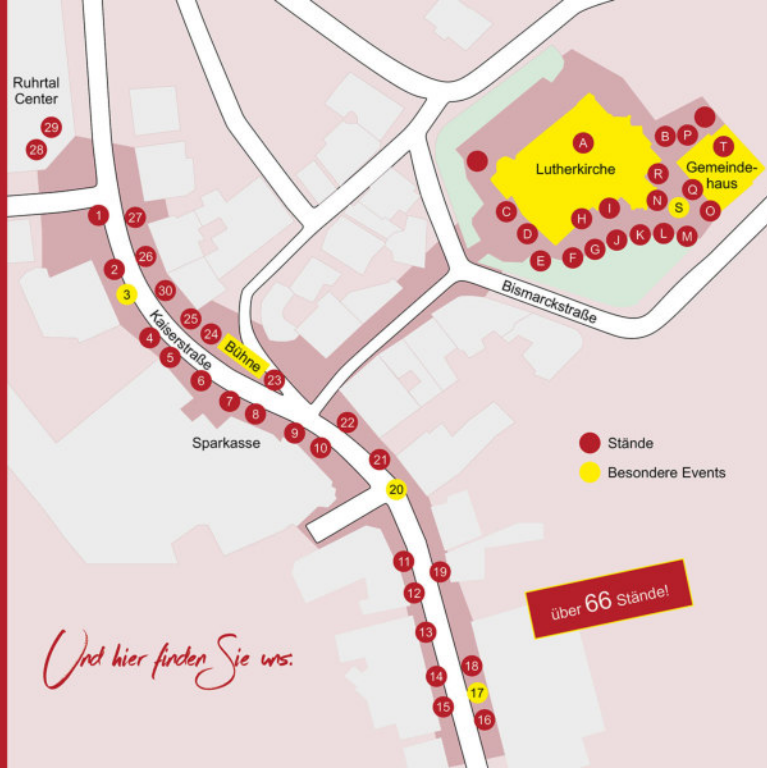 Ruhrtal
Center
29
28
1
27
2
26
3
30
25
24
Kaiserstraße
Bühne
4
5
23
6
7
8
9
10
22
21
20
Sparkasse
11
19
12
13
14
18
17
15
16
A
Lutherkirche
B
P
T
Gemeinde-
haus
R
Q
N
S
O
C
D
H
I
E
F
G
J
K
L
M
Bismarckstraße
Stände
Besondere Events
über 66 Stände!
Und hier finden Sie uns: